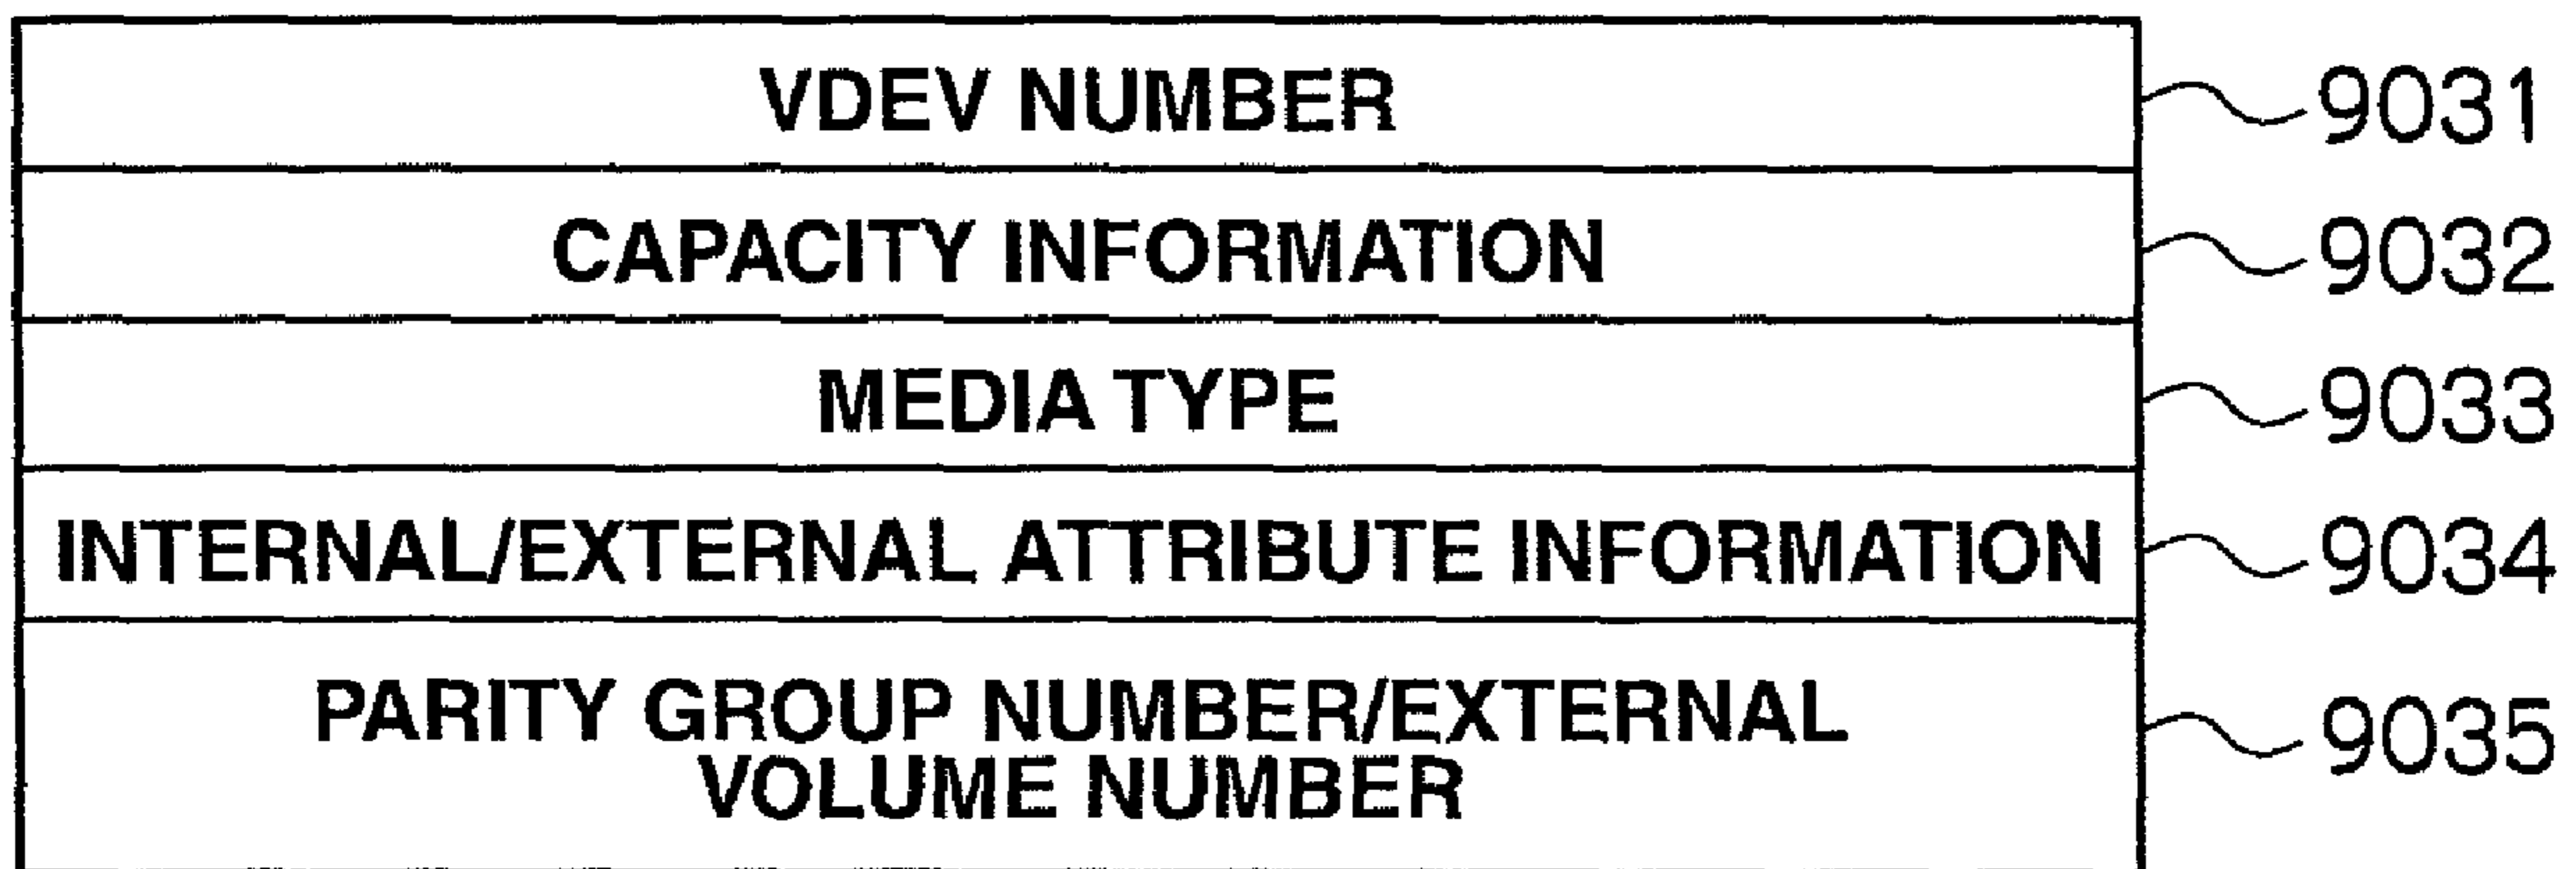 VDEV NUMBER 9031
CAPACITY INFORMATION 9032
MEDIA TYPE 9033
INTERNAL/EXTERNAL ATTRIBUTE INFORMATION 9034
PARITY GROUP NUMBER/EXTERNAL 9035
VOLUME NUMBER